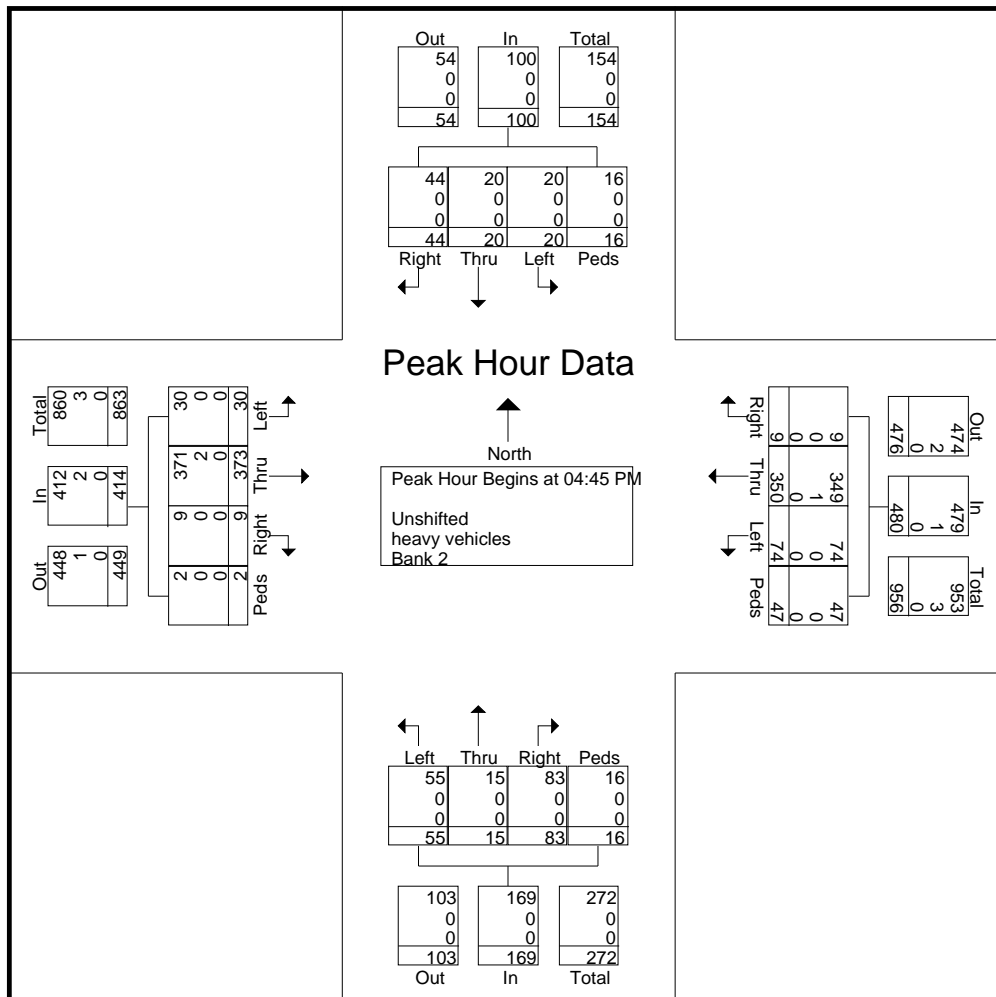 Out In Total
54 100 154
0 0 0
0 0 0
54 100 154
44 20 20 16
0 0 0 0
0 0 0 0
44 20 20 16
Right Thru Left Peds
Peak Hour Data
North
Peak Hour Begins at 04:45 PM
Unshifted
heavy vehicles
Bank 2
Total
860
3
0
863
In
412
2
0
414
Out
448
1
0
449
Left
30
0
0
30
Thru
371
2
0
373
Right
9
0
0
9
Peds
2
0
0
2
Right
9
0
0
9
Thru
349
1
0
350
Left
74
0
0
74
Peds
47
0
0
47
Out
474
2
0
476
In
479
1
0
480
Total
953
3
0
956
Left Thru Right Peds
55 15 83 16
0 0 0 0
0 0 0 0
55 15 83 16
103 169 272
0 0 0
0 0 0
103 169 272
Out In Total